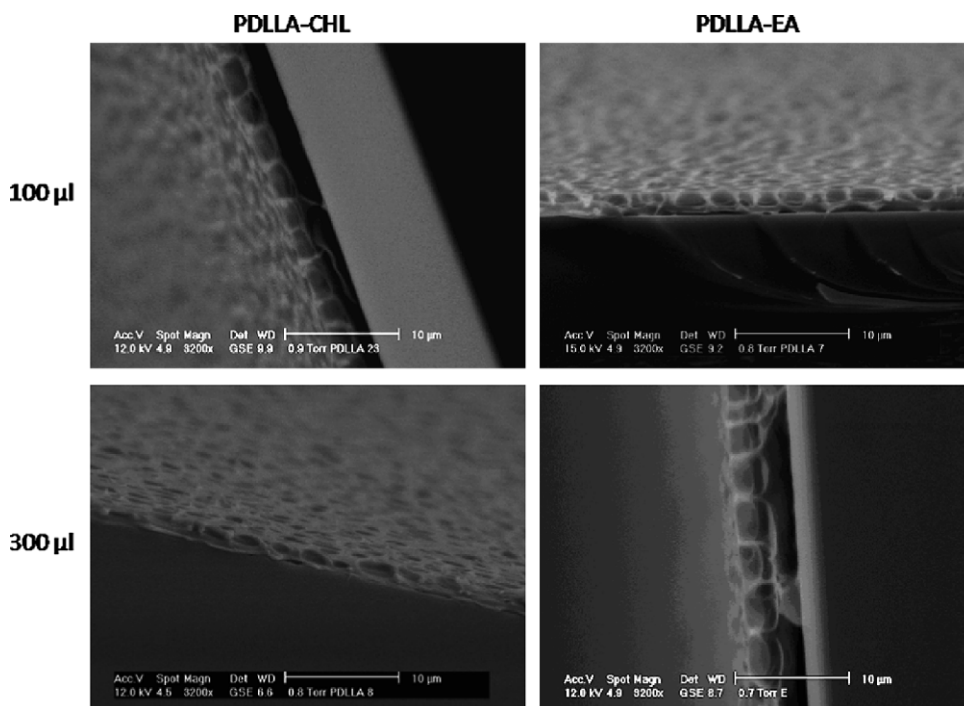 PDLLA-CHL PDLLA-EA
100 µl
Acc.V Spot Magn Det WD 10 µm
12.0 kV 4.9 3200x GSE 9.9 0.9 Torr PDLLA 23
Acc.V Spot Magn Det WD 10 µm
15.0 kV 4.9 3200x GSE 9.2 0.8 Torr PDLLA 7
300 µl
Acc.V Spot Magn Det WD 10 µm
12.0 kV 4.5 3200x GSE 6.6 0.8 Torr PDLLA 8
Acc.V Spot Magn Det WD 10 µm
12.0 kV 4.9 3200x GSE 8.7 0.7 Torr E